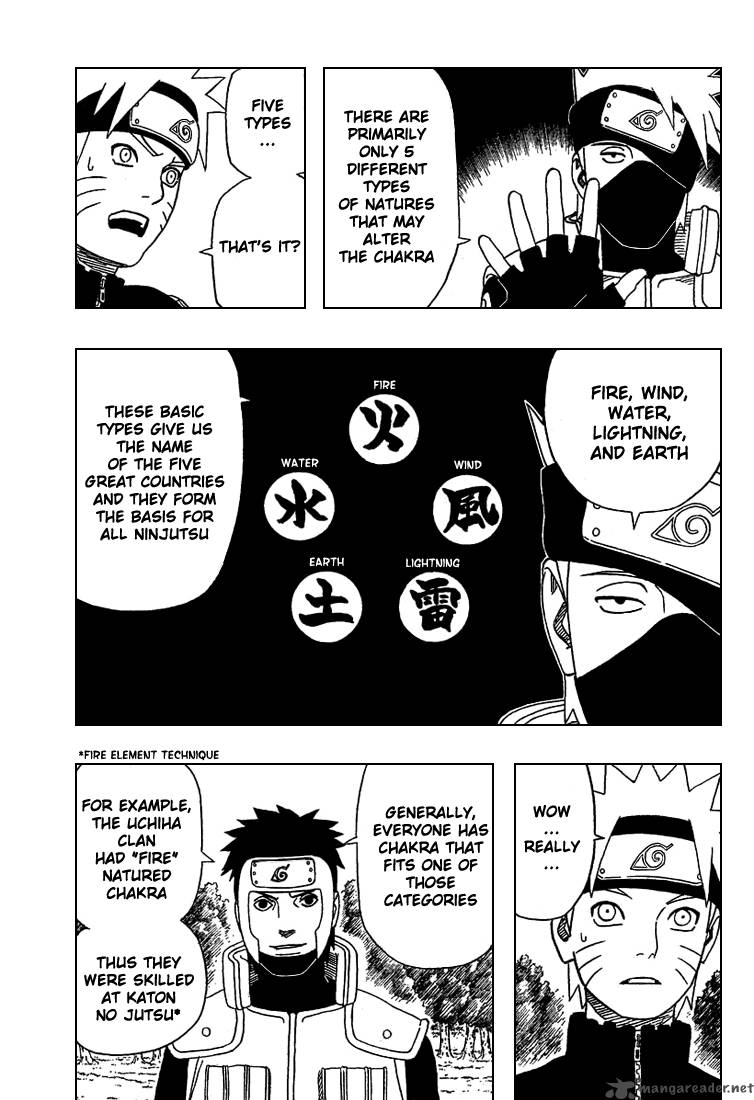 THERE ARE
PRIMARILY
ONLY 5
DIFFERENT
TYPES
OF NATURES
THAT MAY
ALTER
THE CHAKRA
FIVE
TYPES
...
THAT'S IT?
FIRE, WIND,
WATER,
LIGHTNING,
AND EARTH
FIRE
火
WATER
水
WIND
風
EARTH
土
LIGHTNING
雷
THESE BASIC
TYPES GIVE US
THE NAME
OF THE FIVE
GREAT COUNTRIES
AND THEY FORM
THE BASIS FOR
ALL NINJUTSU
*FIRE ELEMENT TECHNIQUE
WOW
...
REALLY
...
GENERALLY,
EVERYONE HAS
CHAKRA THAT
FITS ONE OF
THOSE
CATEGORIES
FOR EXAMPLE,
THE UCHIHA
CLAN
HAD "FIRE"
NATURED
CHAKRA
THUS THEY
WERE SKILLED
AT KATON
NO JUTSU*
mangareader.net